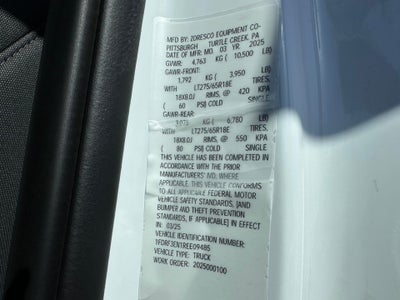 MFD. BY: ZORESCO EQUIPMENT CO-
PITTSBURGH TURTLE CREEK, PA
DATE OF MFR: MO. 03 YR. 2025
GVWR: 4,763 KG ( 10,500 LB)
GAWR-FRONT:
1,792 KG ( 3,950 LB)
WITH LT275/65R18E TIRES,
18X8.0J RIMS, @ 420 KPA
( 60 PSI) COLD SINGLE
GAWR-REAR:
3,075 KG ( 6,780 LB)
WITH LT275/65R18E TIRES,
18X8.0J RIMS, @ 550 KPA
( 80 PSI) COLD SINGLE
THIS VEHICLE HAS BEEN COMPLETED IN
ACCORDANCE WITH THE PRIOR
MANUFACTURERS' IVD, WHERE
APPLICABLE. THIS VEHICLE CONFORMS
TO ALL APPLICABLE FEDERAL MOTOR
VEHICLE SAFETY STANDARDS, [AND
BUMPER AND THEFT PREVENTION
STANDARDS, IF APPLICABLE] IN EFFECT
IN: 03/25
VEHICLE IDENTIFICATION NUMBER:
1FDRF3EN1REE09485
VEHICLE TYPE: TRUCK
WORK ORDER: 2025000100